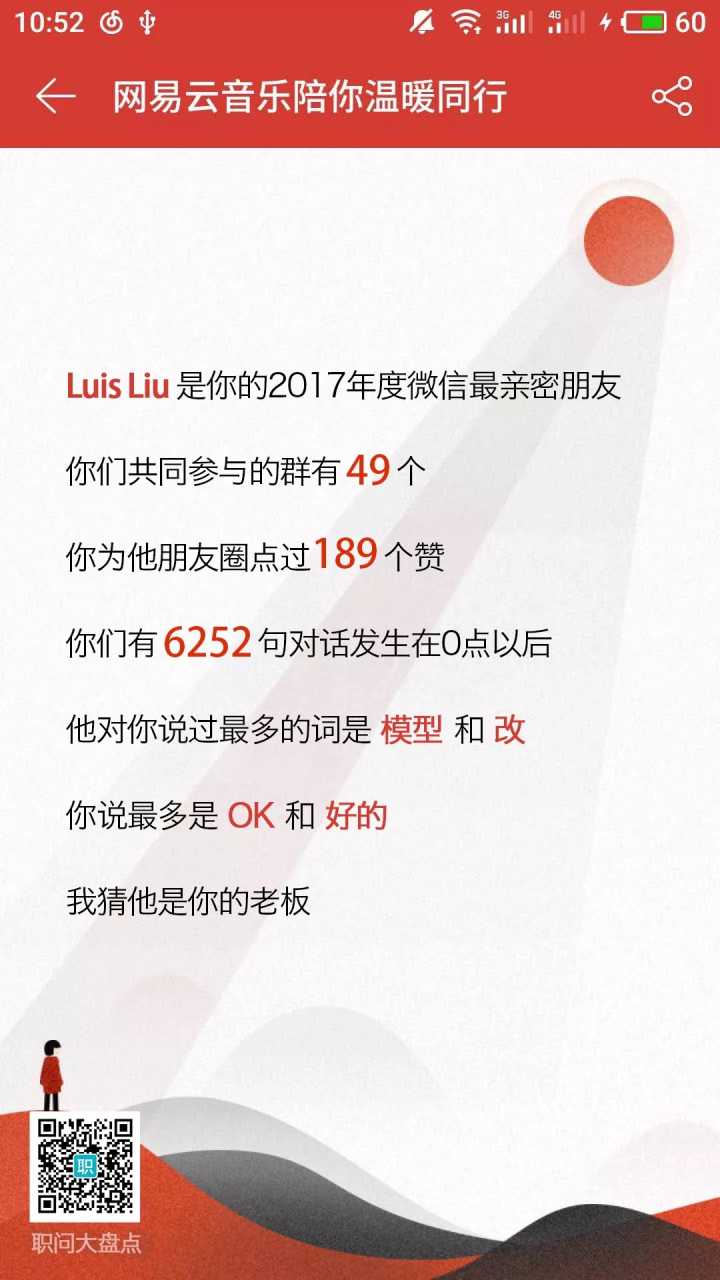 10:52
3G
4G
60
网易云音乐陪你温暖同行
Luis Liu 是你的2017年度微信最亲密朋友
你们共同参与的群有 49 个
你为他朋友圈点过 189 个赞
你们有 6252 句对话发生在0点以后
他对你说过最多的词是 模型 和 改
你说最多是 OK 和 好的
我猜他是你的老板
职
职问大盘点